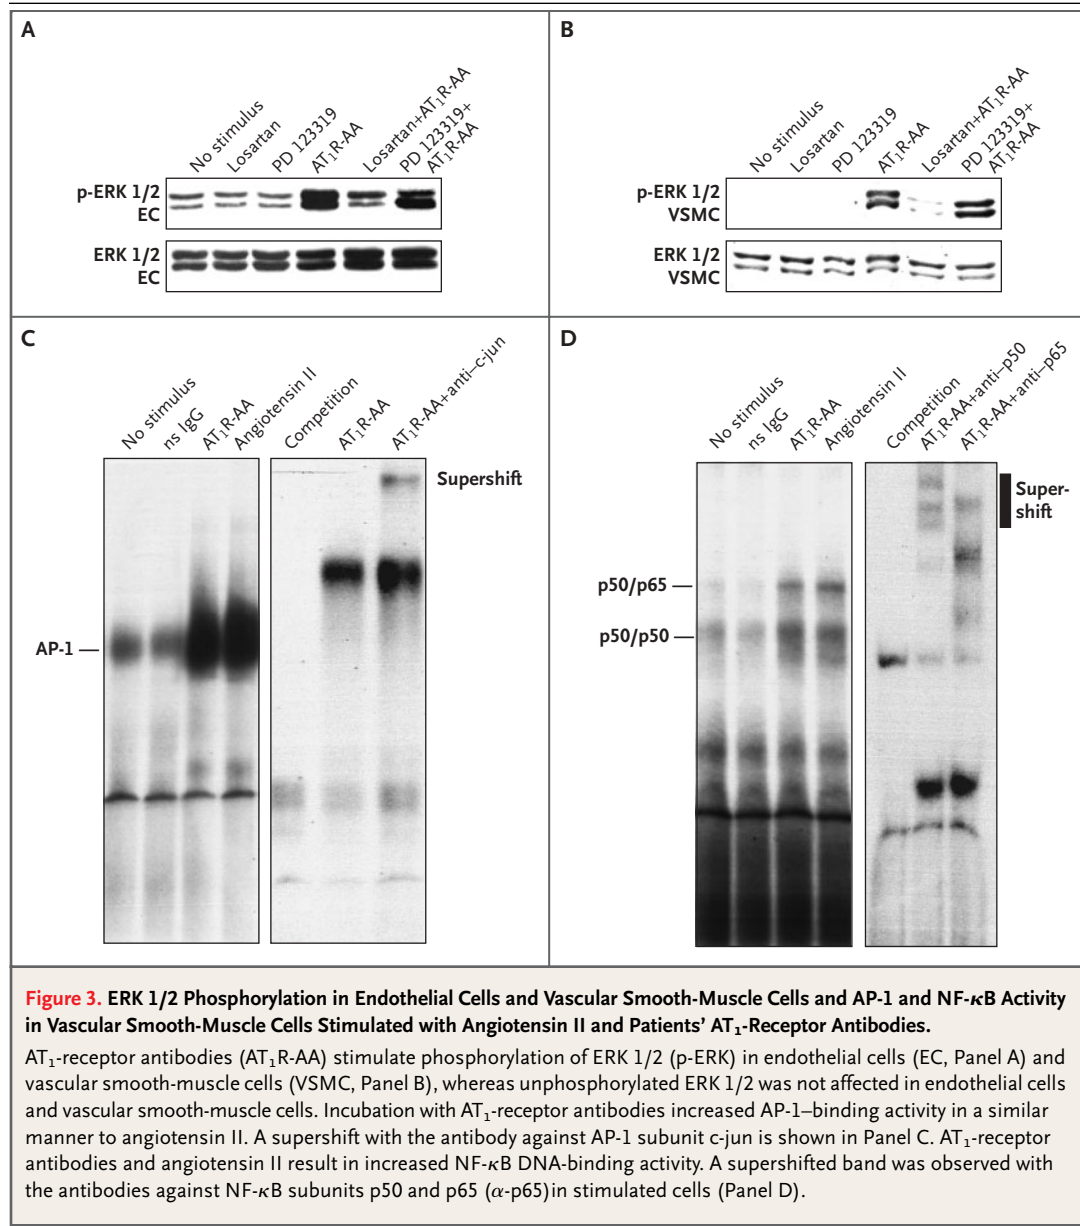 A
No stimulus
Losartan
PD 123319
AT₁R-AA
Losartan+AT₁R-AA
PD 123319+
AT₁R-AA
p-ERK 1/2
EC
ERK 1/2
EC
B
No stimulus
Losartan
PD 123319
AT₁R-AA
Losartan+AT₁R-AA
PD 123319+
AT₁R-AA
p-ERK 1/2
VSMC
ERK 1/2
VSMC
C
No stimulus
ns IgG
AT₁R-AA
Angiotensin II
Competition
AT₁R-AA
AT₁R-AA+anti–c-jun
Supershift
AP-1
D
No stimulus
ns IgG
AT₁R-AA
Angiotensin II
Competition
AT₁R-AA+anti–p50
AT₁R-AA+anti–p65
Super-
shift
p50/p65
p50/p50
Figure 3. ERK 1/2 Phosphorylation in Endothelial Cells and Vascular Smooth-Muscle Cells and AP-1 and NF-κB Activity
in Vascular Smooth-Muscle Cells Stimulated with Angiotensin II and Patients’ AT₁-Receptor Antibodies.
AT₁-receptor antibodies (AT₁R-AA) stimulate phosphorylation of ERK 1/2 (p-ERK) in endothelial cells (EC, Panel A) and
vascular smooth-muscle cells (VSMC, Panel B), whereas unphosphorylated ERK 1/2 was not affected in endothelial cells
and vascular smooth-muscle cells. Incubation with AT₁-receptor antibodies increased AP-1–binding activity in a similar
manner to angiotensin II. A supershift with the antibody against AP-1 subunit c-jun is shown in Panel C. AT₁-receptor
antibodies and angiotensin II result in increased NF-κB DNA-binding activity. A supershifted band was observed with
the antibodies against NF-κB subunits p50 and p65 (α-p65)in stimulated cells (Panel D).